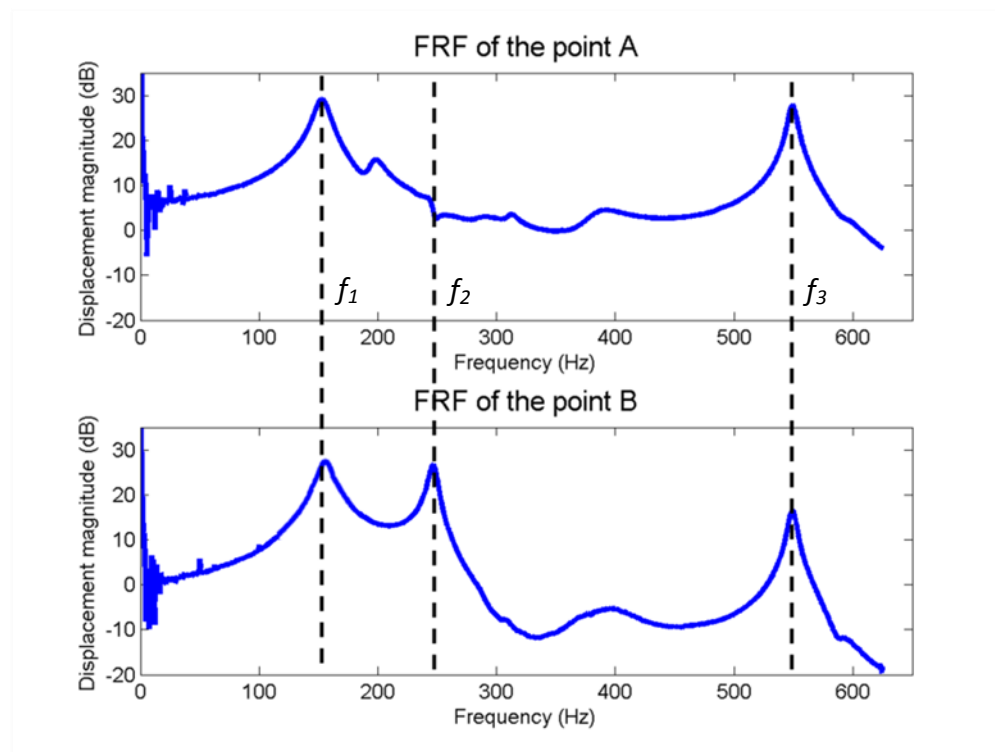 FRF of the point A
Displacement magnitude (dB)
30
20
10
0
-10
-20
f1
f2
f3
0 100 200 300 400 500 600
Frequency (Hz)
FRF of the point B
Displacement magnitude (dB)
30
20
10
0
-10
-20
0 100 200 300 400 500 600
Frequency (Hz)